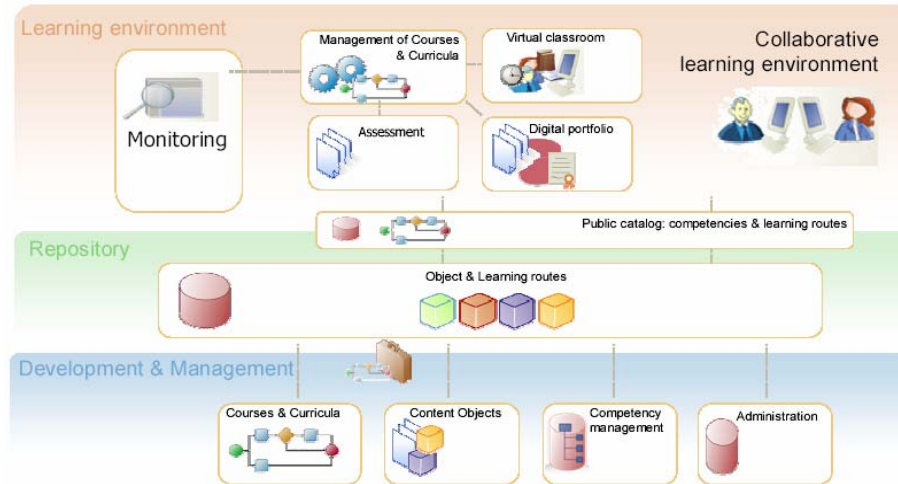 Learning environment
Management of Courses
& Curricula
Virtual classroom
Collaborative
learning environment
Monitoring
Assessment
Digital portfolio
Public catalog: competencies & learning routes
Repository
Object & Learning routes
Development & Management
Courses & Curricula
Content Objects
Competency
management
Administration